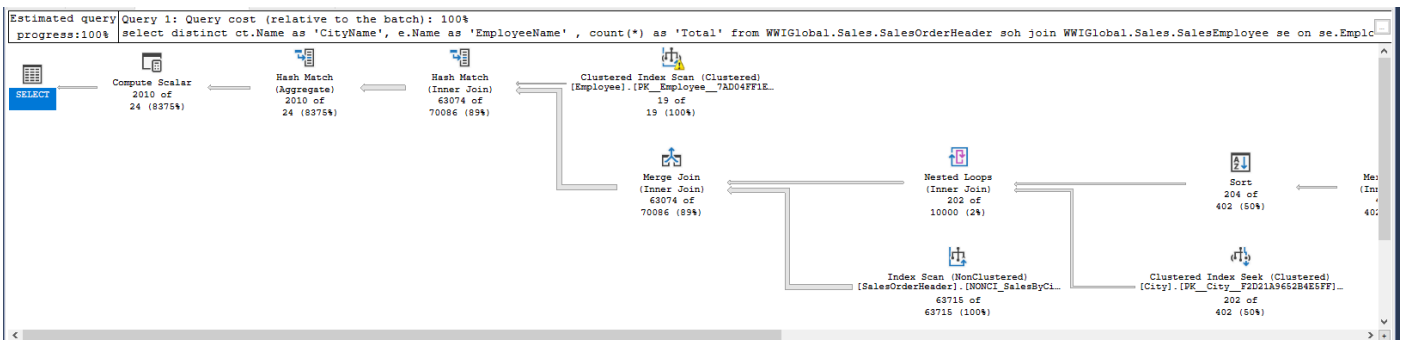 Estimated query progress:100%
Query 1: Query cost (relative to the batch): 100%
select distinct ct.Name as 'CityName', e.Name as 'EmployeeName' , count(*) as 'Total' from WWIGlobal.Sales.SalesOrderHeader soh join WWIGlobal.Sales.SalesEmployee se on se.Emplo
SELECT
Compute Scalar
2010 of
24 (8375%)
Hash Match
(Aggregate)
2010 of
24 (8375%)
Hash Match
(Inner Join)
63074 of
70086 (89%)
Clustered Index Scan (Clustered)
[Employee].[PK__Employee__7AD04FF1E…
19 of
19 (100%)
Merge Join
(Inner Join)
63074 of
70086 (89%)
Nested Loops
(Inner Join)
202 of
10000 (2%)
Sort
204 of
402 (50%)
Mer
(Inn
4
402
Index Scan (NonClustered)
[SalesOrderHeader].[NONCI_SalesByCi…
63715 of
63715 (100%)
Clustered Index Seek (Clustered)
[City].[PK__City__F2D21A9652B4E5FF]…
202 of
402 (50%)